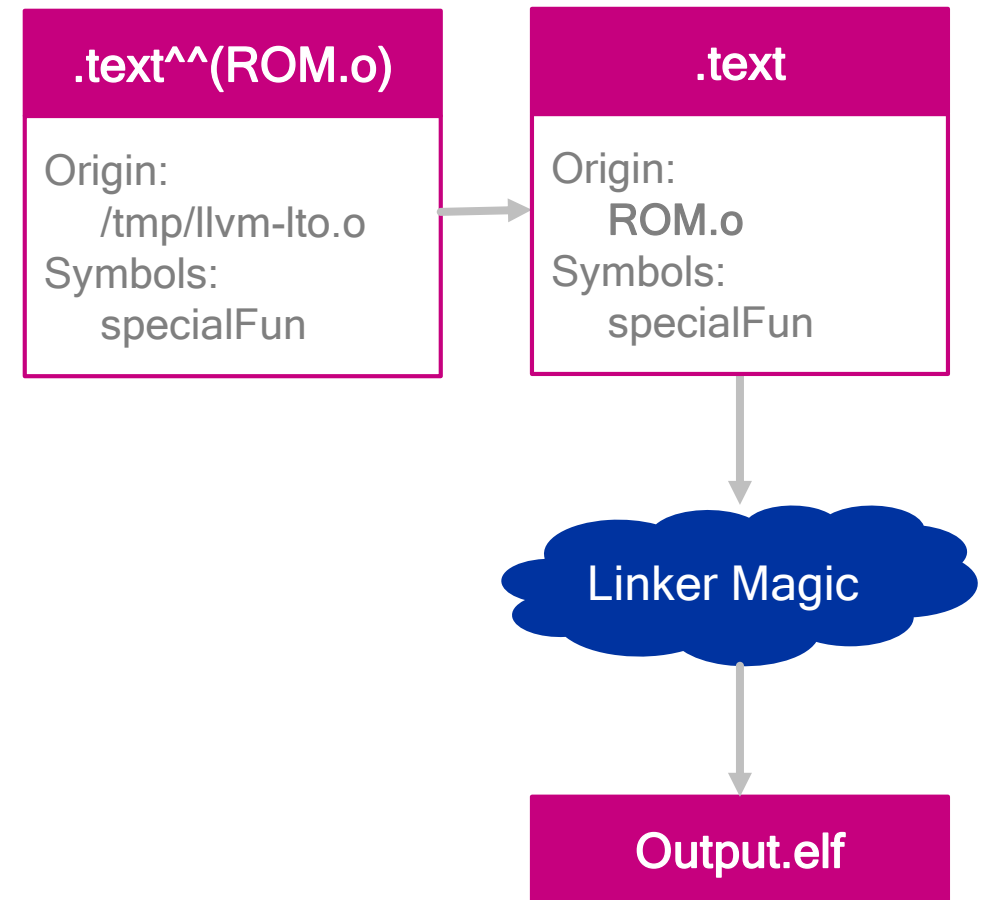 .text^^(ROM.o)
Origin:
/tmp/llvm-lto.o
Symbols:
specialFun
.text
Origin:
ROM.o
Symbols:
specialFun
Linker Magic
Output.elf